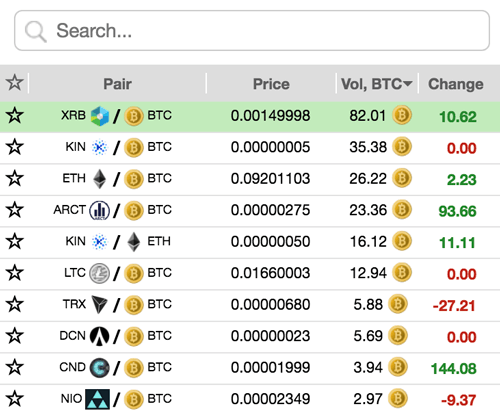 Search...
Pair Price Vol, BTC Change
XRB / BTC 0.00149998 82.01 10.62
KIN / BTC 0.00000005 35.38 0.00
ETH / BTC 0.09201103 26.22 2.23
ARCT / BTC 0.00000275 23.36 93.66
KIN / ETH 0.00000050 16.12 11.11
LTC / BTC 0.01660003 12.94 0.00
TRX / BTC 0.00000680 5.88 -27.21
DCN / BTC 0.00000023 5.69 0.00
CND / BTC 0.00001999 3.94 144.08
NIO / BTC 0.00002349 2.97 -9.37